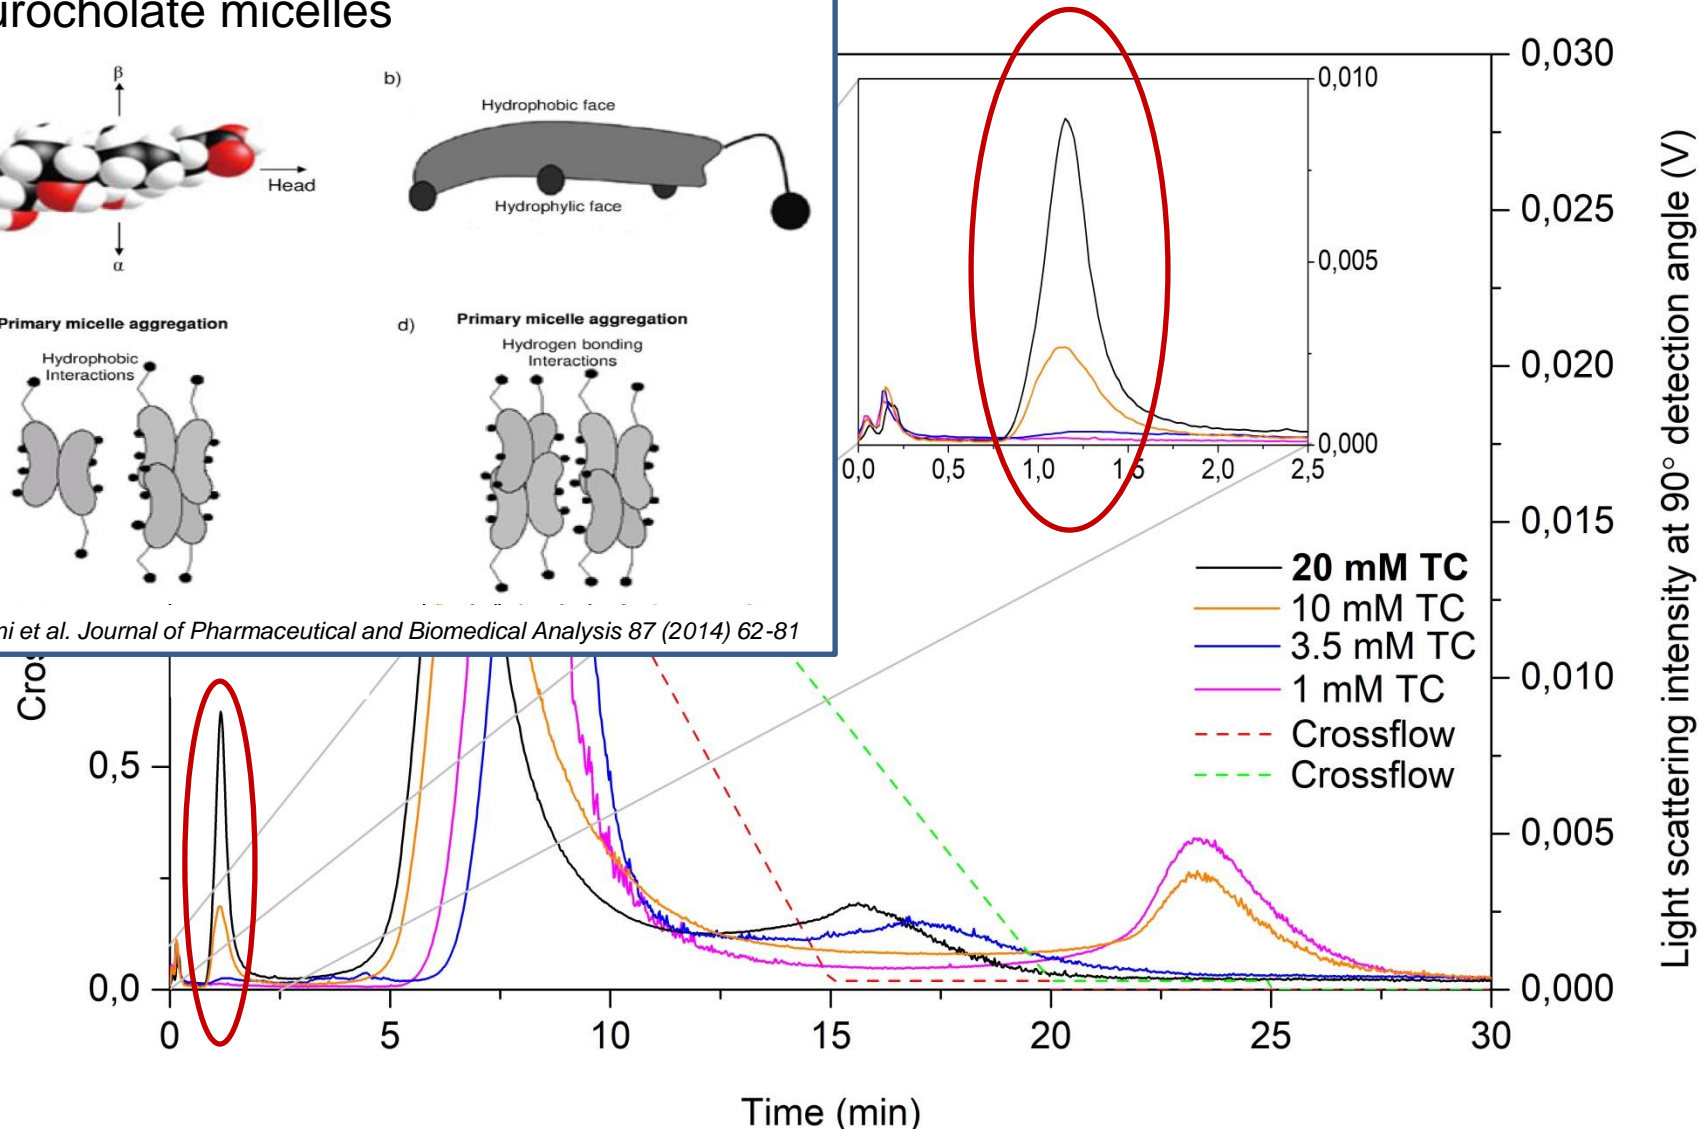 urocholate micelles
β
Head
α
b)
Hydrophobic face
Hydrophylic face
Primary micelle aggregation
Hydrophobic
Interactions
d)
Primary micelle aggregation
Hydrogen bonding
Interactions
ni et al. Journal of Pharmaceutical and Biomedical Analysis 87 (2014) 62-81
0,010
0,005
0,000
0,0
0,5
1,0
1,5
2,0
2,5
20 mM TC
10 mM TC
3.5 mM TC
1 mM TC
Crossflow
Crossflow
Cros
0,5
0,0
0
5
10
15
20
25
30
Time (min)
0,030
0,025
0,020
0,015
0,010
0,005
0,000
Light scattering intensity at 90° detection angle (V)